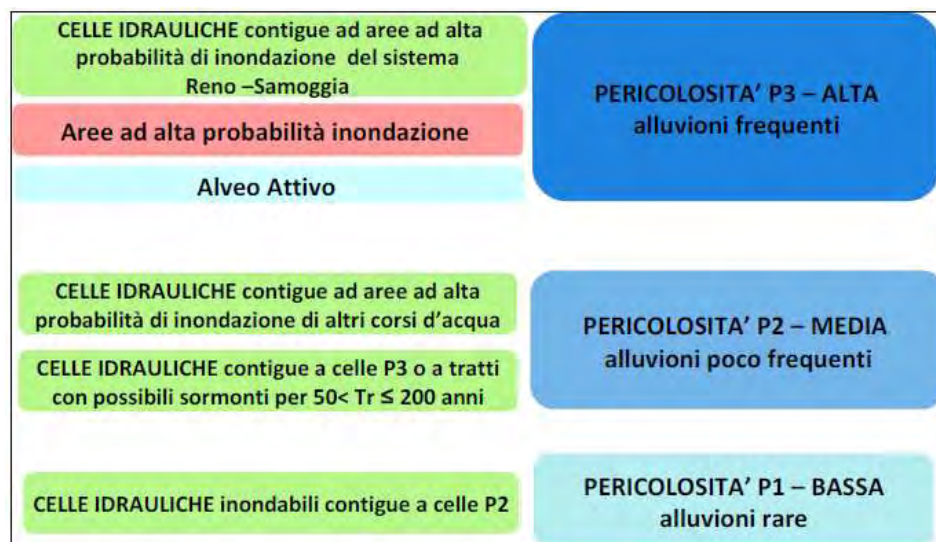 CELLE IDRAULICHE contigue ad aree ad alta
probabilità di inondazione del sistema
Reno –Samoggia
Aree ad alta probabilità inondazione
Alveo Attivo
PERICOLOSITA’ P3 – ALTA
alluvioni frequenti
CELLE IDRAULICHE contigue ad aree ad alta
probabilità di inondazione di altri corsi d’acqua
CELLE IDRAULICHE contigue a celle P3 o a tratti
con possibili sormonti per 50< Tr ≤ 200 anni
PERICOLOSITA’ P2 – MEDIA
alluvioni poco frequenti
CELLE IDRAULICHE inondabili contigue a celle P2
PERICOLOSITA’ P1 – BASSA
alluvioni rare